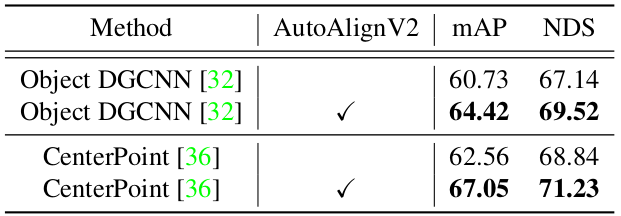 Method AutoAlignV2 mAP NDS
Object DGCNN [32] 60.73 67.14
Object DGCNN [32] ✓ 64.42 69.52
CenterPoint [36] 62.56 68.84
CenterPoint [36] ✓ 67.05 71.23